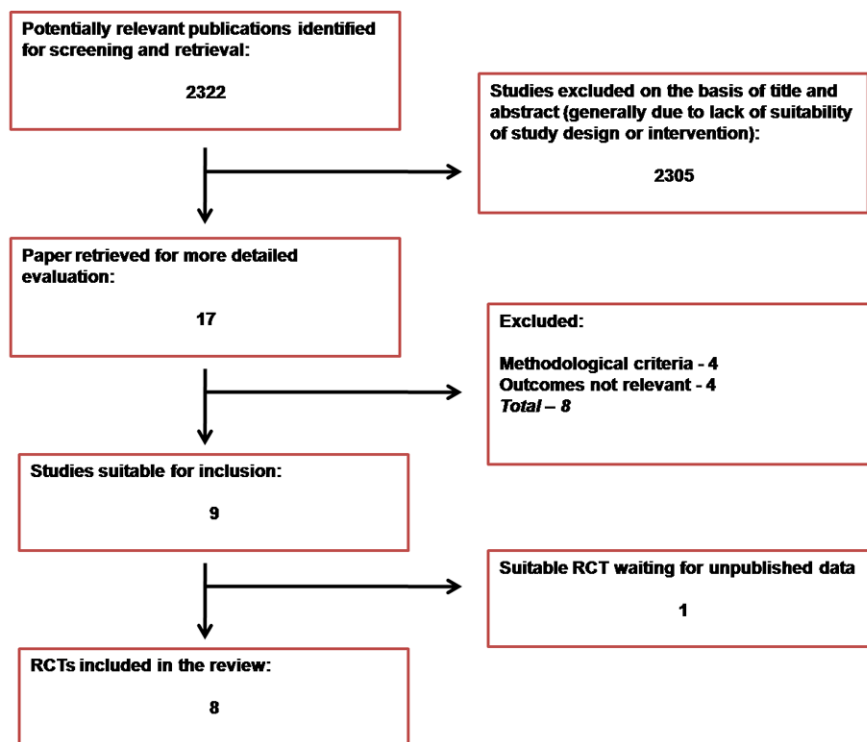 Potentially relevant publications identified
for screening and retrieval:
2322
Studies excluded on the basis of title and
abstract (generally due to lack of suitability
of study design or intervention):
2305
Paper retrieved for more detailed
evaluation:
17
Excluded:
Methodological criteria - 4
Outcomes not relevant - 4
Total – 8
Studies suitable for inclusion:
9
Suitable RCT waiting for unpublished data
1
RCTs included in the review:
8